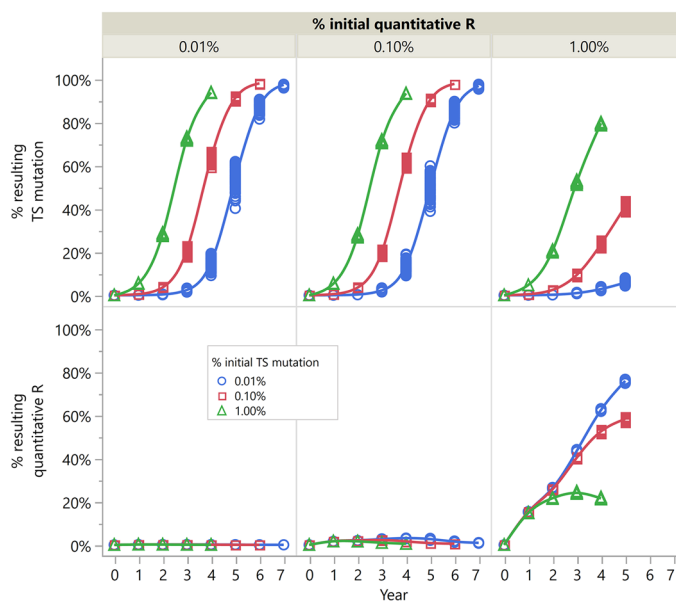 % initial quantitative R
0.01%
0.10%
1.00%
% resulting
TS mutation
100%
80%
60%
40%
20%
0%
% resulting
quantitative R
100%
80%
60%
40%
20%
0%
% initial TS mutation
0.01%
0.10%
1.00%
0 1 2 3 4 5 6 7
0 1 2 3 4 5 6 7
0 1 2 3 4 5 6 7
Year